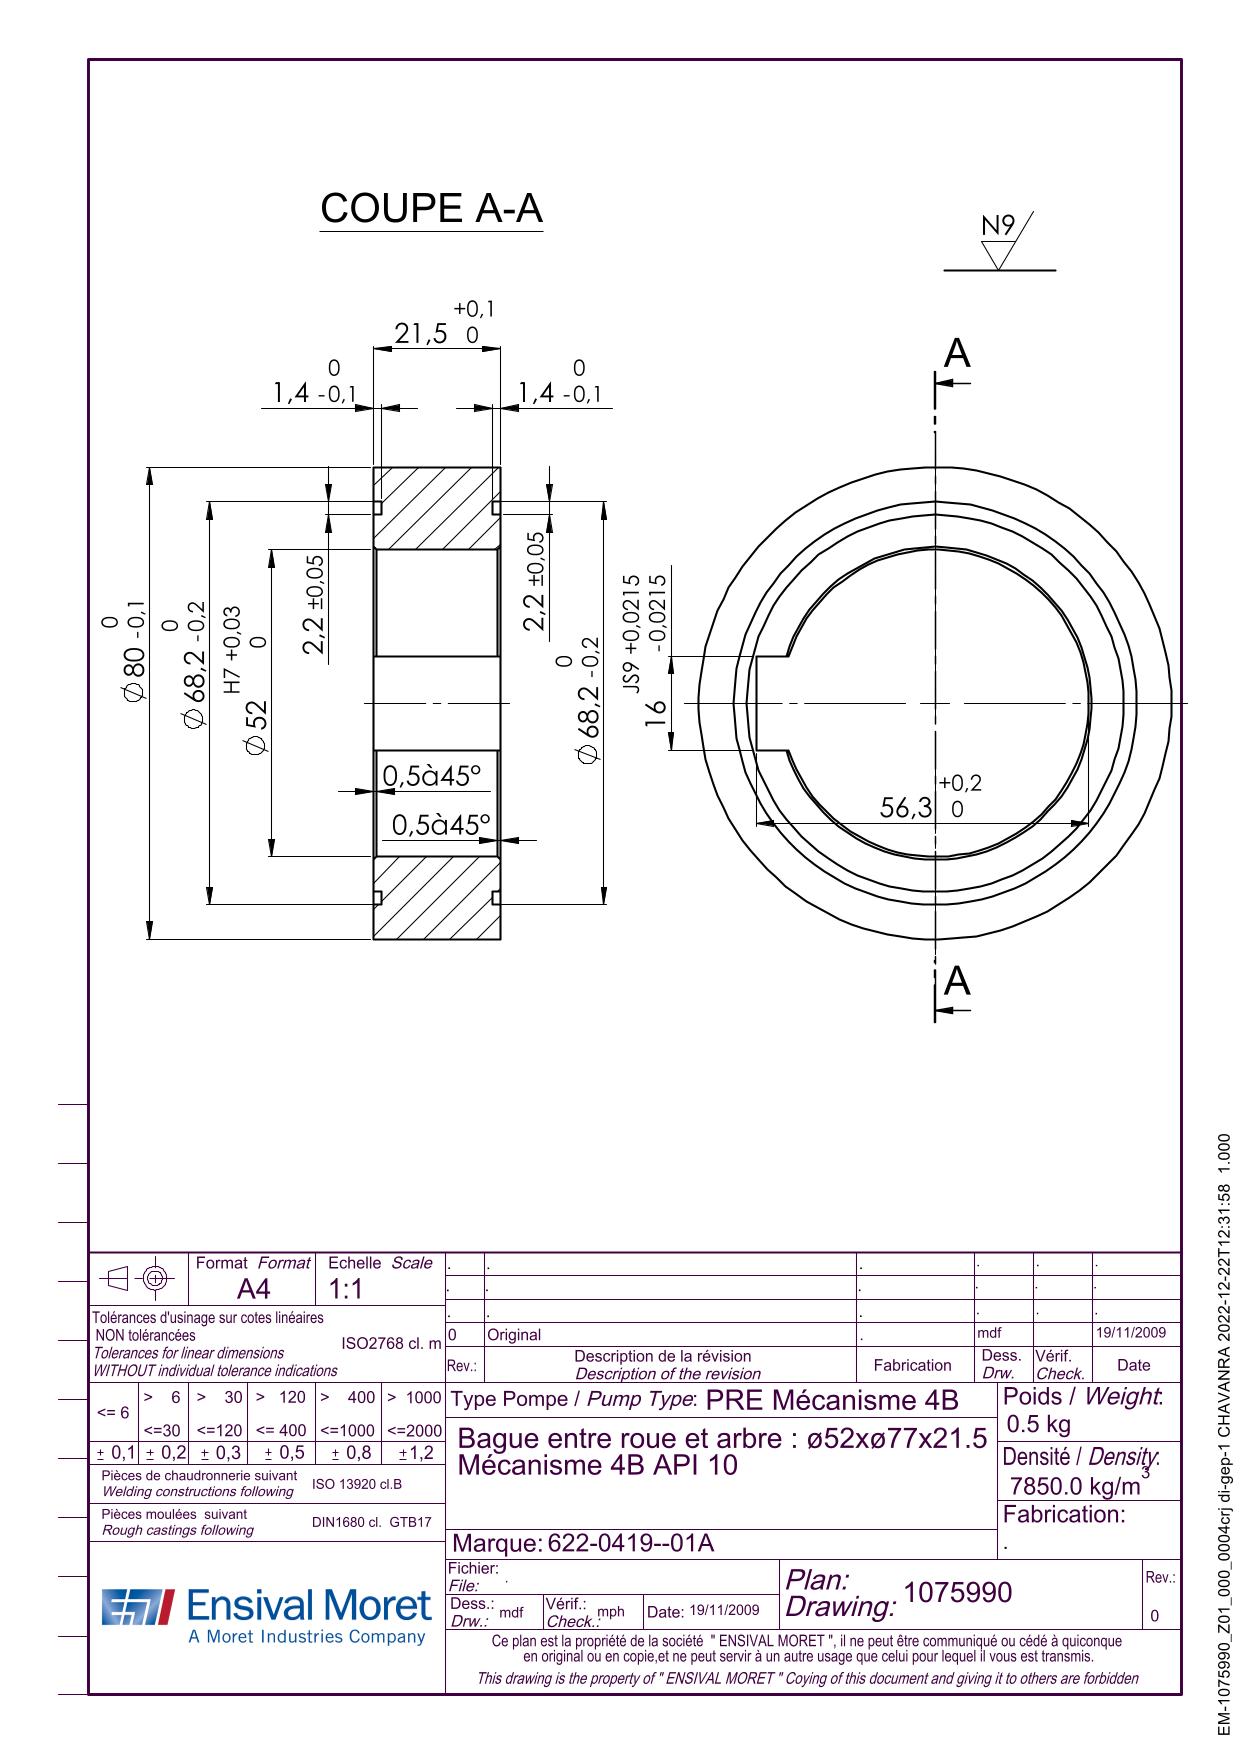 COUPE A-A
N9
+0,1
21,5 0
0
1,4 -0,1
0
1,4 -0,1
A
0
⌀80 -0,1
0
⌀68,2 -0,2
H7 +0,03
⌀52 0
2,2 ±0,05
2,2 ±0,05
0
⌀68,2 -0,2
JS9 +0,0215
16 -0,0215
0,5à45°
0,5à45°
+0,2
56,3 0
A
Format Format
A4
Echelle Scale
1:1
Tolérances d'usinage sur cotes linéaires
NON tolérancées
Tolerances for linear dimensions
WITHOUT individual tolerance indications
ISO2768 cl. m
<= 6
> 6 > 30 > 120 > 400 > 1000
<=30 <=120 <= 400 <=1000 <=2000
± 0,1 ± 0,2 ± 0,3 ± 0,5 ± 0,8 ±1,2
Pièces de chaudronnerie suivant
Welding constructions following
ISO 13920 cl.B
Pièces moulées suivant
Rough castings following
DIN1680 cl. GTB17
Ensival Moret
A Moret Industries Company
. . . . . .
. . . . . .
. . . . . .
0 Original . mdf 19/11/2009
Rev.:
Description de la révision
Description of the revision
Fabrication
Dess.
Drw.
Vérif.
Check.
Date
Type Pompe / Pump Type: PRE Mécanisme 4B
Poids / Weight:
0.5 kg
Bague entre roue et arbre : ø52xø77x21.5
Mécanisme 4B API 10
Densité / Density:
7850.0 kg/m³
Fabrication:
.
Marque: 622-0419--01A
Fichier:
File: .
Dess.:
Drw.: mdf
Vérif.:
Check.: mph
Date: 19/11/2009
Plan:
Drawing: 1075990
Rev.:
0
Ce plan est la propriété de la société " ENSIVAL MORET ", il ne peut être communiqué ou cédé à quiconque
en original ou en copie,et ne peut servir à un autre usage que celui pour lequel il vous est transmis.
This drawing is the property of " ENSIVAL MORET " Coying of this document and giving it to others are forbidden
EM-1075990_Z01_000_0004crj di-gep-1 CHAVANRA 2022-12-22T12:31:58 1.000